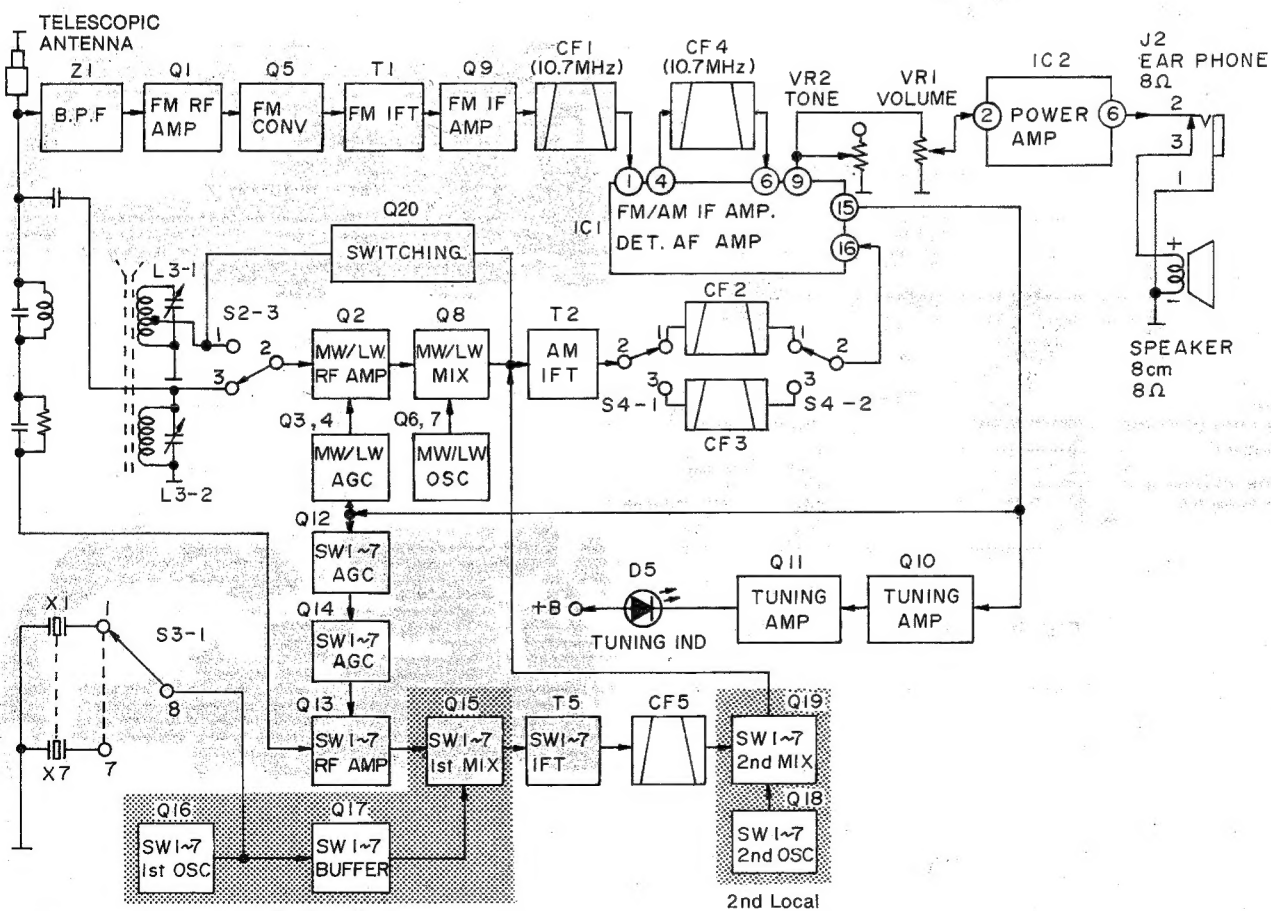 TELESCOPIC
ANTENNA
Z1
B.P.F
Q1
FM RF
AMP
Q5
FM
CONV
T1
FM IFT
Q9
FM IF
AMP
CF1
(10.7MHz)
CF4
(10.7MHz)
VR2
TONE
VR1
VOLUME
IC2
2
POWER
AMP
6
J2
EAR PHONE
8Ω
2
3
1
1
4
6
9
15
16
IC1
FM/AM IF AMP.
DET. AF AMP
Q20
SWITCHING
L3-1
L3-2
S2-3
1
2
3
Q2
MW/LW
RF AMP
Q8
MW/LW
MIX
T2
AM
IFT
2
1
3
S4-1
CF2
CF3
1
2
3
S4-2
+
-
SPEAKER
8cm
8Ω
Q3,4
MW/LW
AGC
Q6,7
MW/LW
OSC
Q12
SW1~7
AGC
Q14
SW1~7
AGC
Q13
SW1~7
RF AMP
+B
D5
TUNING IND
Q11
TUNING
AMP
Q10
TUNING
AMP
X1
X7
1
S3-1
8
7
Q15
SW1~7
1st MIX
T5
SW1~7
IFT
CF5
Q19
SW1~7
2nd MIX
Q18
SW1~7
2nd OSC
Q16
SW1~7
1st OSC
Q17
SW1~7
BUFFER
2nd Local